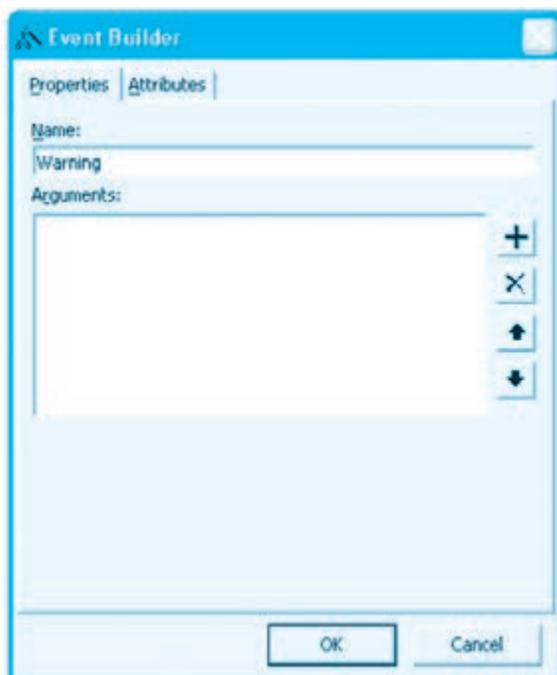 Event Builder
Properties Attributes
Name:
Warning
Arguments:
OK Cancel